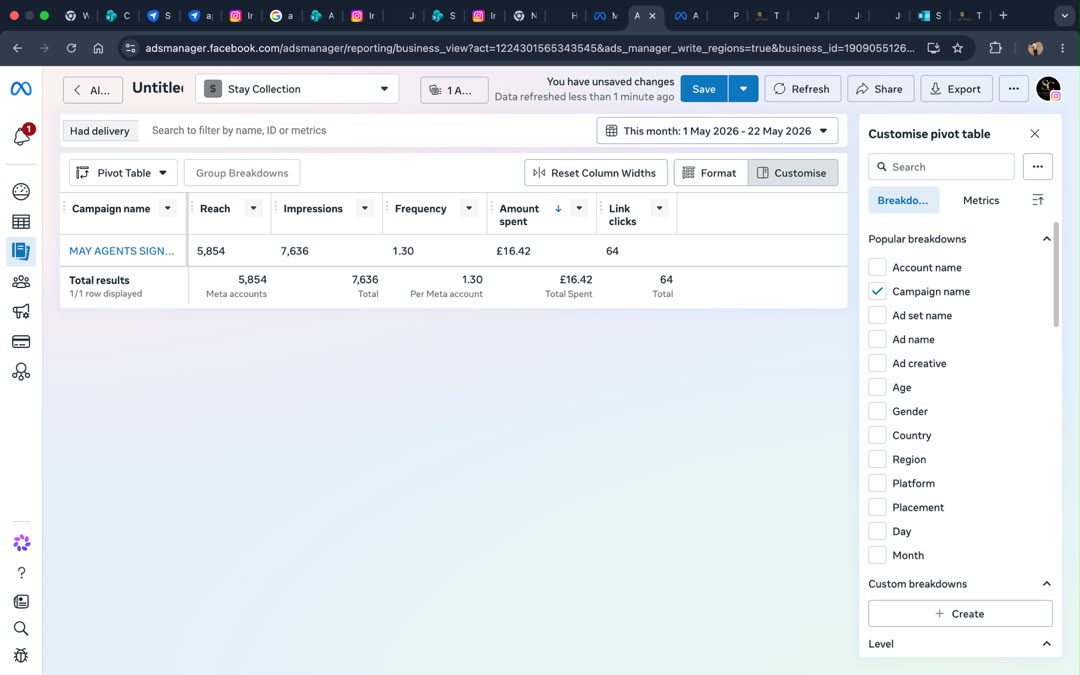 W
C
S
a
Ir
a
A
Ir
J
S
Ir
N
H
M
A
A
P
T
J
J
J
S
T
adsmanager.facebook.com/adsmanager/reporting/business_view?act=1224301565343545&ads_manager_write_regions=true&business_id=1909055126...
Al...
Untitled
S Stay Collection
1 A...
You have unsaved changes
Data refreshed less than 1 minute ago
Save
Refresh
Share
Export
1
Had delivery
Search to filter by name, ID or metrics
This month: 1 May 2026 - 22 May 2026
Pivot Table
Group Breakdowns
Reset Column Widths
Format
Customise
Campaign name
Reach
Impressions
Frequency
Amount spent
Link clicks
MAY AGENTS SIGN...
5,854
7,636
1.30
£16.42
64
Total results
5,854
7,636
1.30
£16.42
64
1/1 row displayed
Meta accounts
Total
Per Meta account
Total Spent
Total
Customise pivot table
Search
Breakdo...
Metrics
Popular breakdowns
Account name
Campaign name
Ad set name
Ad name
Ad creative
Age
Gender
Country
Region
Platform
Placement
Day
Month
Custom breakdowns
+ Create
Level